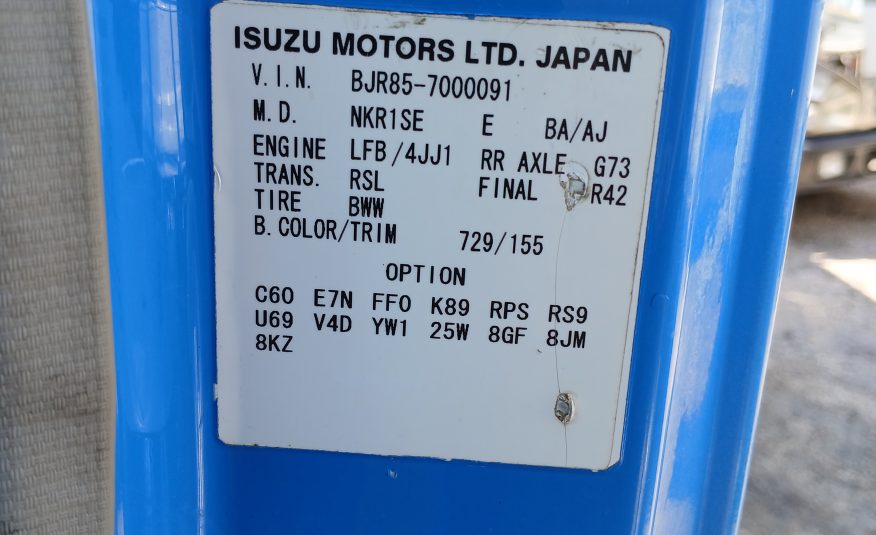 ISUZU MOTORS LTD. JAPAN
V.I.N. BJR85-7000091
M.D. NKR1SE E BA/AJ
ENGINE LFB/4JJ1 RR AXLE G73
TRANS. RSL FINAL R42
TIRE BWW
B.COLOR/TRIM 729/155
OPTION
C60 E7N FF0 K89 RPS RS9
U69 V4D YW1 25W 8GF 8JM
8KZ